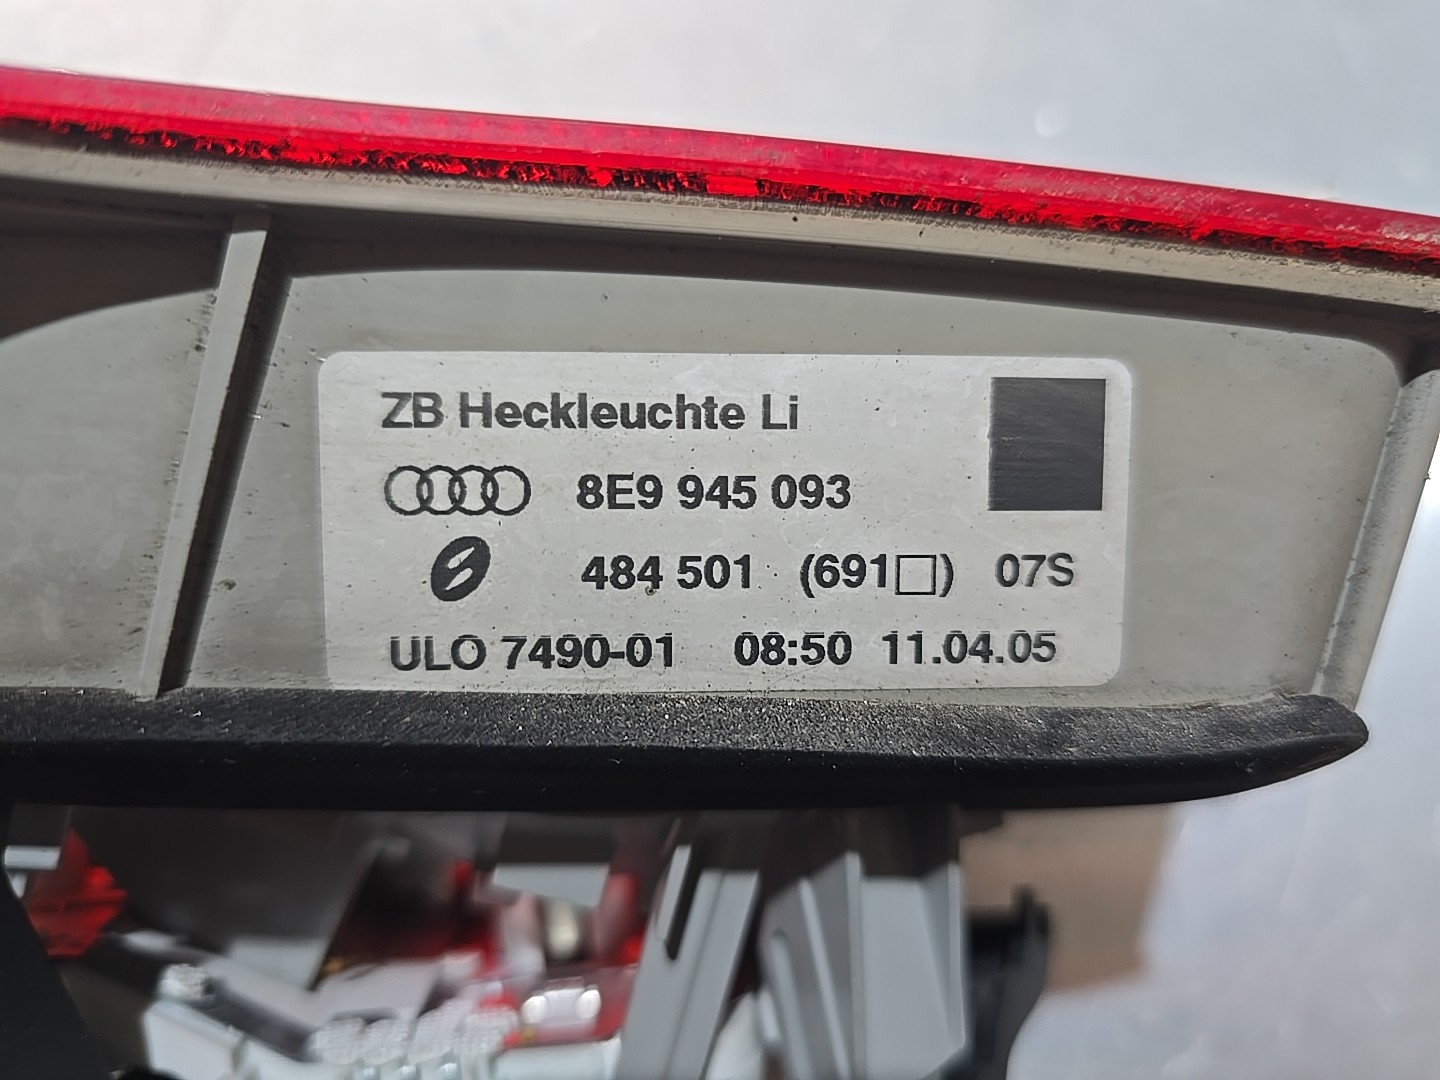 ZB Heckleuchte Li
8E9 945 093
484 501 (691□) 07S
ULO 7490-01 08:50 11.04.05